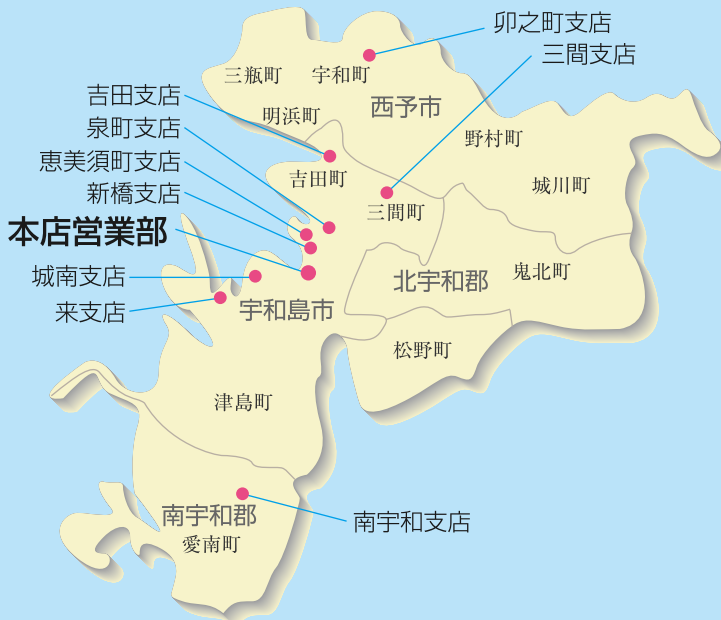 卯之町支店
三間支店
三瓶町
宇和町
吉田支店
明浜町
西予市
泉町支店
野村町
恵美須町支店
吉田町
城川町
新橋支店
三間町
本店営業部
城南支店
北宇和郡
鬼北町
来支店
宇和島市
松野町
津島町
南宇和郡
南宇和支店
愛南町